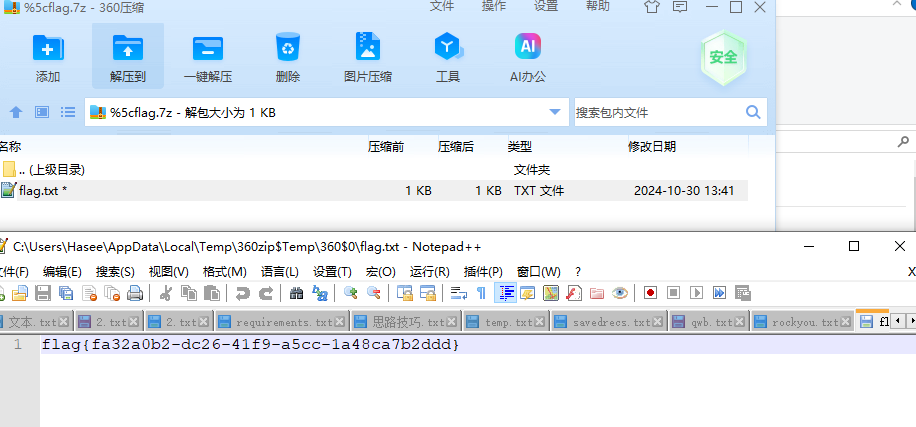 %5cflag.7z - 360压缩 文件 操作 设置 帮助
添加 解压到 一键解压 删除 图片压缩 工具 AI办公 安全
%5cflag.7z - 解包大小为 1 KB 搜索包内文件
名称 压缩前 压缩后 类型 修改日期
.. (上级目录) 文件夹
flag.txt * 1 KB 1 KB TXT 文件 2024-10-30 13:41
C:\Users\Hasee\AppData\Local\Temp\360zip$Temp\360$0\flag.txt - Notepad++
文件(F) 编辑(E) 搜索(S) 视图(V) 格式(M) 语言(L) 设置(T) 宏(O) 运行(R) 插件(P) 窗口(W) ? X
文本.txt 2.txt 2.txt requirements.txt 思路技巧.txt temp.txt savedrecs.txt qwb.txt rockyou.txt fl
1 flag{fa32a0b2-dc26-41f9-a5cc-1a48ca7b2ddd}